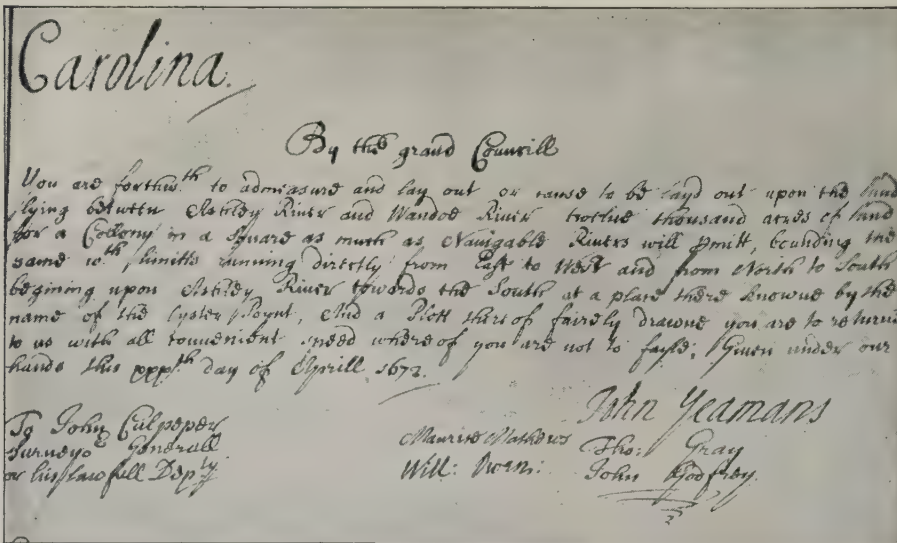 Carolina.
By the grand Councill
You are forthwth to admeasure and lay out or cause to be layd out upon the land
lying between Ashley River and Wandoe River twelve thousand acres of land
for a Collony in a square as much as Navigable Rivers will pmitt, bounding the
same wth limitts running directly from East to West and from North to South
begining upon Ashley River towards the South at a place there knowne by the
name of the Oyster Poynt, And a Plott thereof fairely drawne you are to returne
to us with all convenient speed whereof you are not to fayle, Given under our
hands this day of Aprill 1672.
John Yeamans
To John Culpeper
Surveyor Generall
or his lawfull Depty
Maurice Mathews Tho: Gray
Will: Owen: John Godfrey